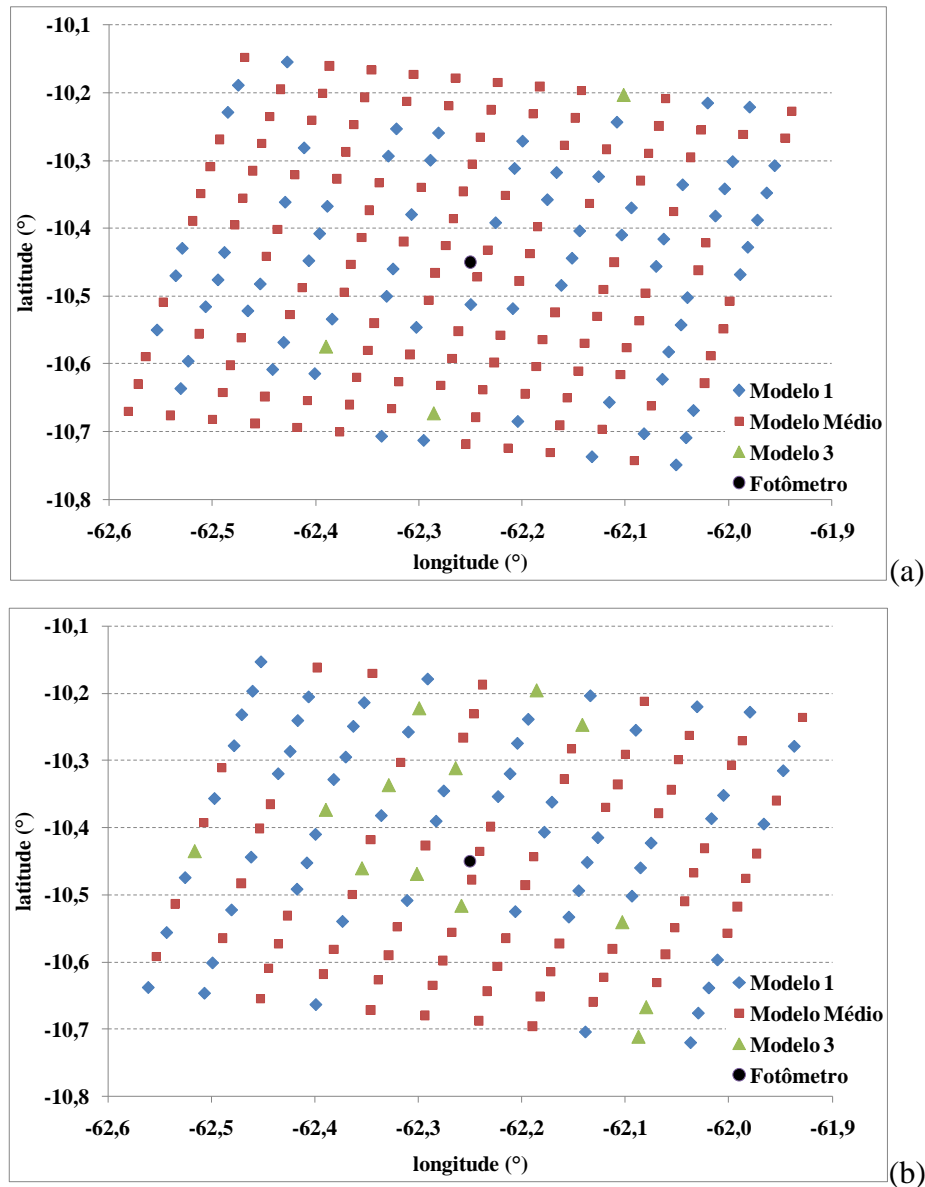 -10,1
-10,2
-10,3
-10,4
-10,5
-10,6
-10,7
-10,8
latitude (°)
Modelo 1
Modelo Médio
Modelo 3
Fotômetro
-62,6 -62,5 -62,4 -62,3 -62,2 -62,1 -62,0 -61,9
longitude (°)
(a)
-10,1
-10,2
-10,3
-10,4
-10,5
-10,6
-10,7
-10,8
latitude (°)
Modelo 1
Modelo Médio
Modelo 3
Fotômetro
-62,6 -62,5 -62,4 -62,3 -62,2 -62,1 -62,0 -61,9
longitude (°)
(b)